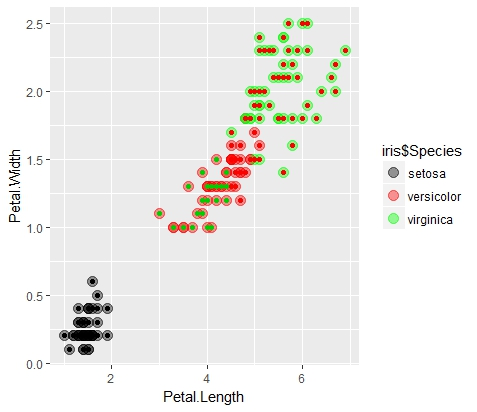 2.5
2.0
1.5
1.0
0.5
0.0
Petal.Width
2
4
6
Petal.Length
iris$Species
setosa
versicolor
virginica